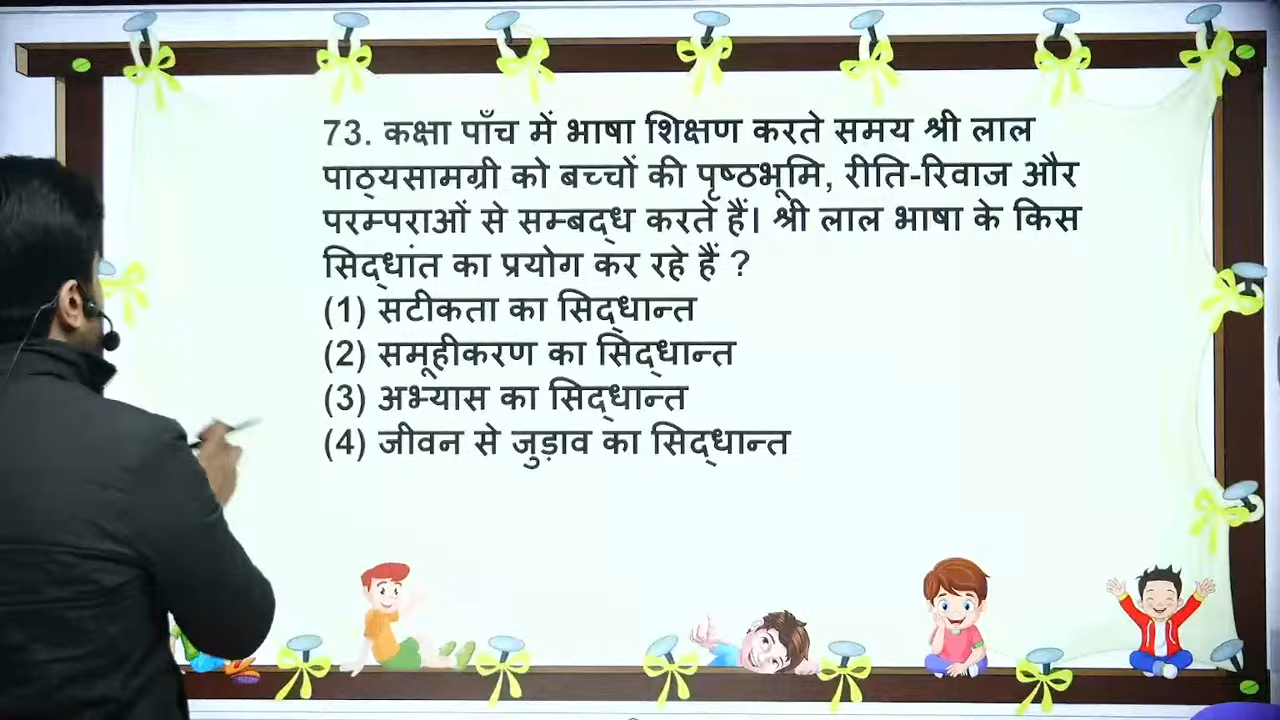 73. कक्षा पाँच में भाषा शिक्षण करते समय श्री लाल
पाठ्यसामग्री को बच्चों की पृष्ठभूमि, रीति-रिवाज और
परम्पराओं से सम्बद्ध करते हैं। श्री लाल भाषा के किस
सिद्धांत का प्रयोग कर रहे हैं ?
(1) सटीकता का सिद्धान्त
(2) समूहीकरण का सिद्धान्त
(3) अभ्यास का सिद्धान्त
(4) जीवन से जुड़ाव का सिद्धान्त